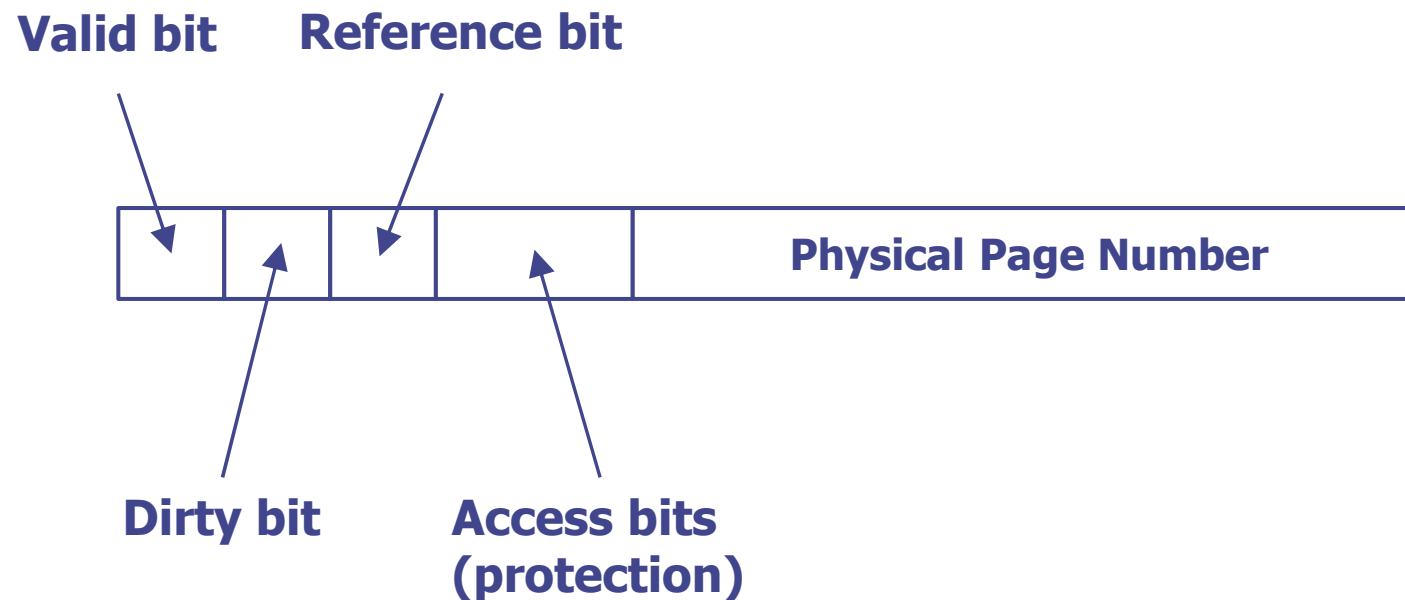 Valid bit
Reference bit
Physical Page Number
Dirty bit
Access bits
(protection)